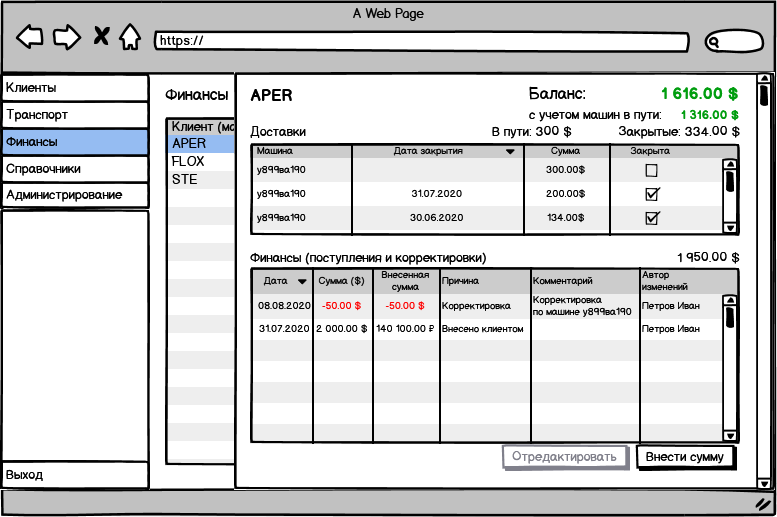 A Web Page
https://
Клиенты
Транспорт
Финансы
Справочники
Администрирование
Выход
Финансы
Клиент (ма
APER
FLOX
STE
APER
Баланс: 1 616.00 $
с учетом машин в пути: 1 316.00 $
Доставки В пути: 300 $ Закрытые: 334.00 $
Машина Дата закрытия Сумма Закрыта
у899ва190 300.00$
у899ва190 31.07.2020 200.00$
у899ва190 30.06.2020 134.00$
Финансы (поступления и корректировки) 1 950.00 $
Дата Сумма ($) Внесенная сумма Причина Комментарий Автор изменений
08.08.2020 -50.00 $ -50.00 $ Корректировка Корректировка по машине у899ва190 Петров Иван
31.07.2020 2 000.00 $ 140 100.00 ₽ Внесено клиентом Петров Иван
Отредактировать Внести сумму